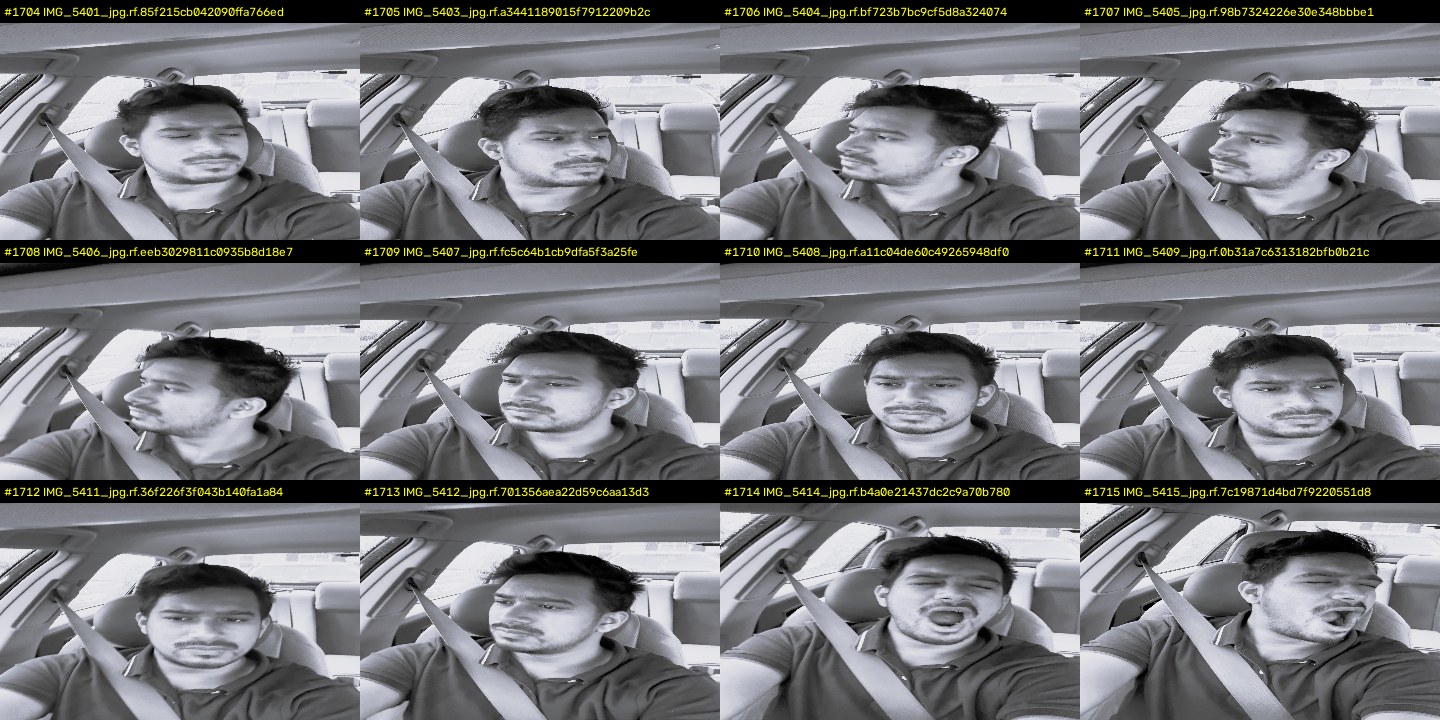 #1704 IMG_5401_jpg.rf.85f215cb042090ffa766ed
#1705 IMG_5403_jpg.rf.a3441189015f7912209b2c
#1706 IMG_5404_jpg.rf.bf723b7bc9cf5d8a324074
#1707 IMG_5405_jpg.rf.98b7324226e30e348bbbe1
#1708 IMG_5406_jpg.rf.eeb3029811c0935b8d18e7
#1709 IMG_5407_jpg.rf.fc5c64b1cb9dfa5f3a25fe
#1710 IMG_5408_jpg.rf.a11c04de60c49265948df0
#1711 IMG_5409_jpg.rf.0b31a7c6313182bfb0b21c
#1712 IMG_5411_jpg.rf.36f226f3f043b140fa1a84
#1713 IMG_5412_jpg.rf.701356aea22d59c6aa13d3
#1714 IMG_5414_jpg.rf.b4a0e21437dc2c9a70b780
#1715 IMG_5415_jpg.rf.7c19871d4bd7f9220551d8